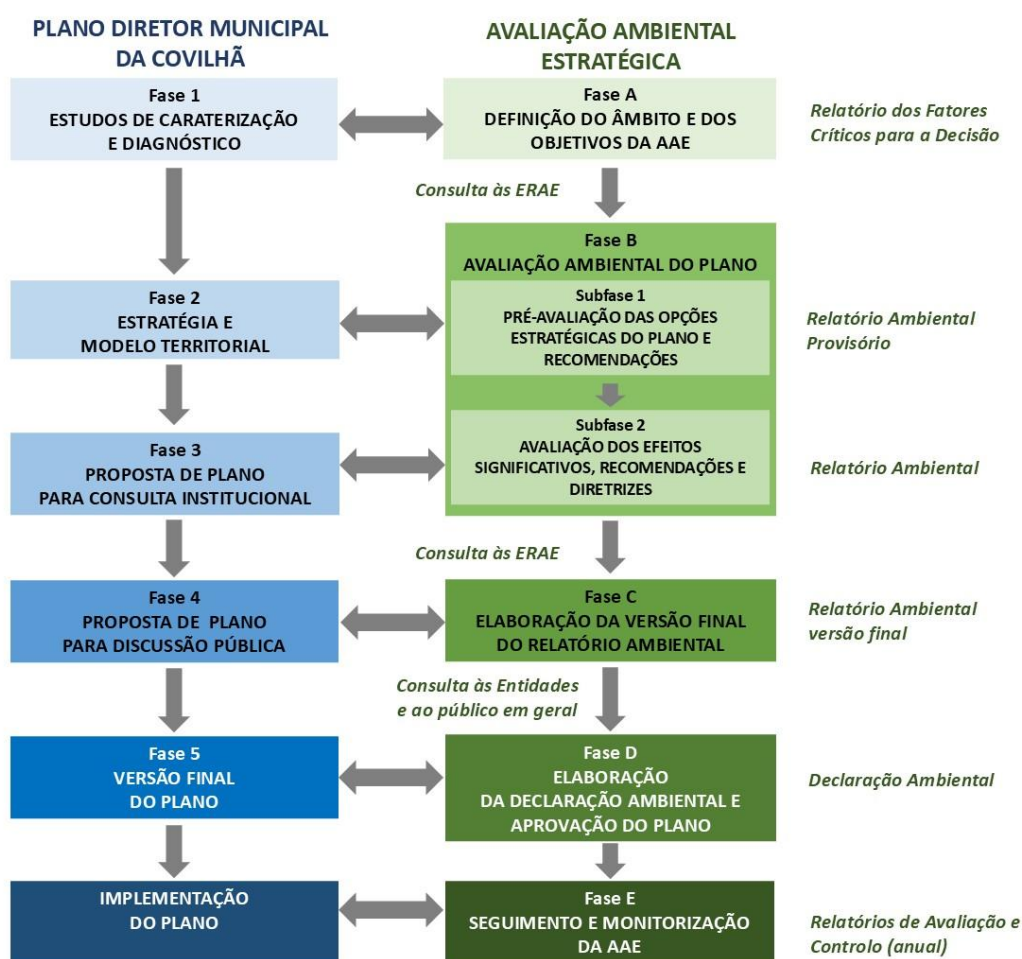 PLANO DIRETOR MUNICIPAL
DA COVILHÃ
AVALIAÇÃO AMBIENTAL
ESTRATÉGICA
Fase 1
ESTUDOS DE CARATERIZAÇÃO
E DIAGNÓSTICO
Fase A
DEFINIÇÃO DO ÂMBITO E DOS
OBJETIVOS DA AAE
Relatório dos Fatores
Críticos para a Decisão
Consulta às ERAE
Fase B
AVALIAÇÃO AMBIENTAL DO PLANO
Fase 2
ESTRATÉGIA E
MODELO TERRITORIAL
Subfase 1
PRÉ-AVALIAÇÃO DAS OPÇÕES
ESTRATÉGICAS DO PLANO E
RECOMENDAÇÕES
Relatório Ambiental
Provisório
Fase 3
PROPOSTA DE PLANO
PARA CONSULTA INSTITUCIONAL
Subfase 2
AVALIAÇÃO DOS EFEITOS
SIGNIFICATIVOS, RECOMENDAÇÕES E
DIRETRIZES
Relatório Ambiental
Consulta às ERAE
Fase 4
PROPOSTA DE PLANO
PARA DISCUSSÃO PÚBLICA
Fase C
ELABORAÇÃO DA VERSÃO FINAL
DO RELATÓRIO AMBIENTAL
Relatório Ambiental
versão final
Consulta às Entidades
e ao público em geral
Fase 5
VERSÃO FINAL
DO PLANO
Fase D
ELABORAÇÃO
DA DECLARAÇÃO AMBIENTAL E
APROVAÇÃO DO PLANO
Declaração Ambiental
IMPLEMENTAÇÃO
DO PLANO
Fase E
SEGUIMENTO E MONITORIZAÇÃO
DA AAE
Relatórios de Avaliação e
Controlo (anual)